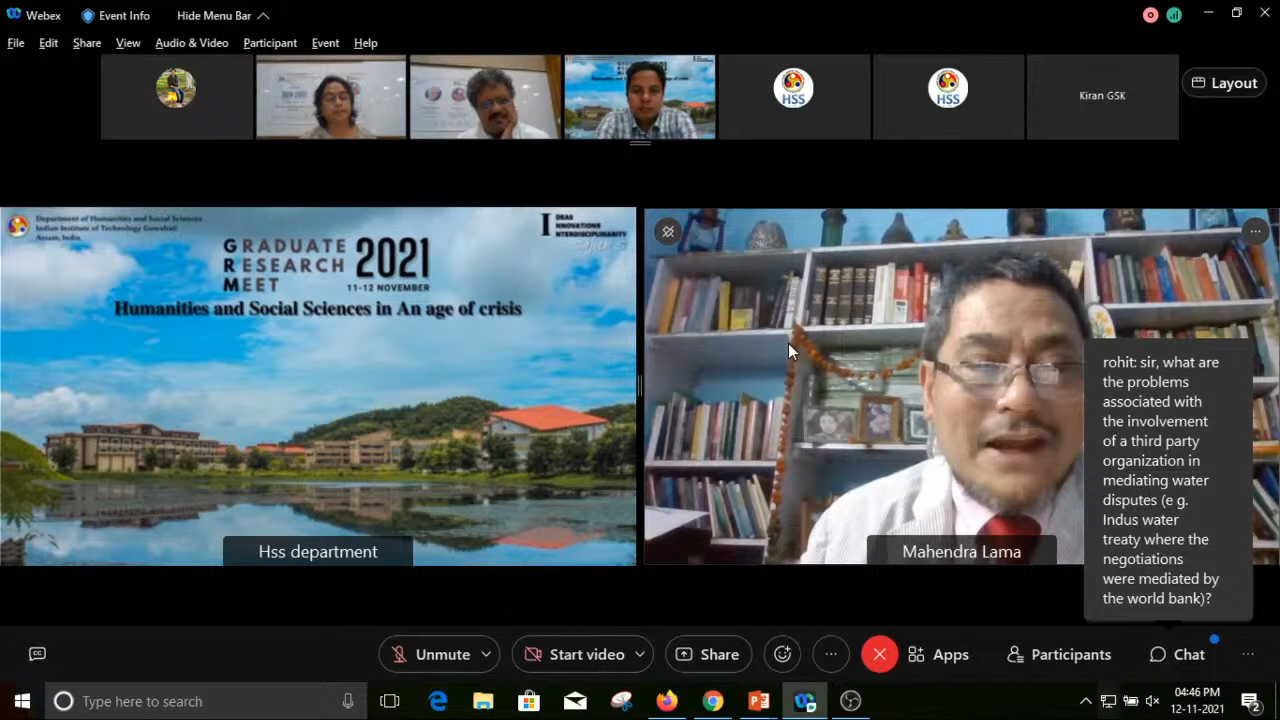 Webex
Event Info
Hide Menu Bar
File
Edit
Share
View
Audio & Video
Participant
Event
Help
HSS
HSS
Kiran GSK
Layout
Department of Humanities and Social Sciences
Indian Institute of Technology Guwahati
Assam, India
IDEAS
INNOVATIONS
INTERDISCIPLINARITY
GRADUATE
RESEARCH
MEET
2021
11-12 NOVEMBER
Humanities and Social Sciences in An age of crisis
Hss department
Mahendra Lama
rohit: sir, what are
the problems
associated with
the involvement
of a third party
organization in
mediating water
disputes (e g.
Indus water
treaty where the
negotiations
were mediated by
the world bank)?
CC
Unmute
Start video
Share
Apps
Participants
Chat
Type here to search
04:46 PM
12-11-2021
2